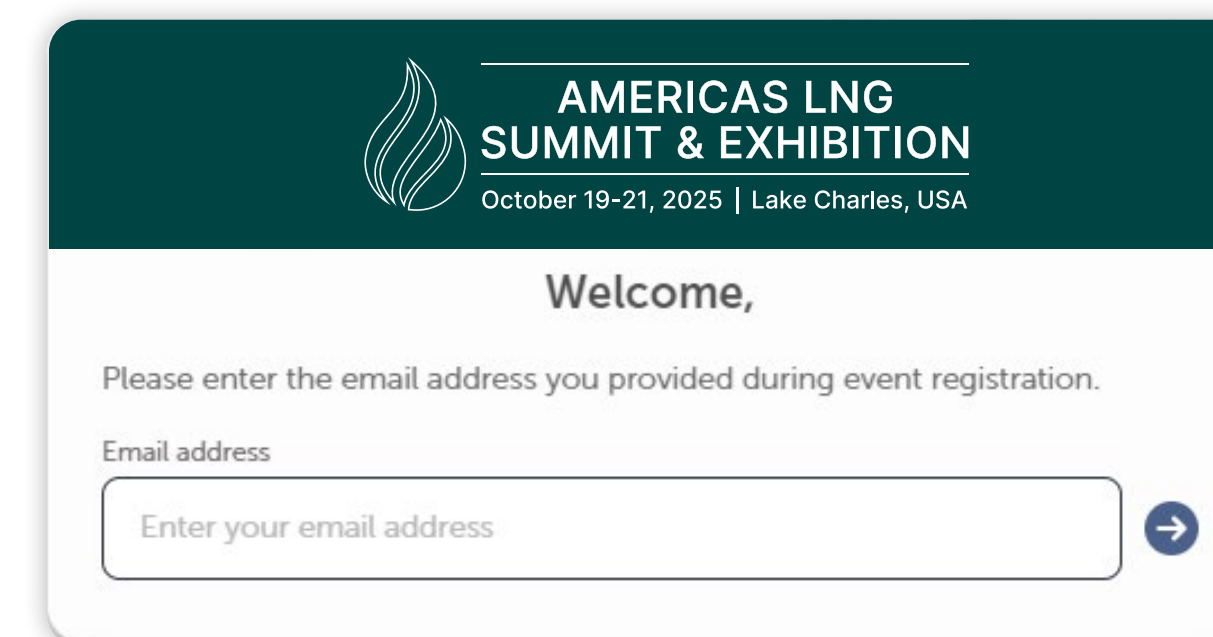 AMERICAS LNG
SUMMIT & EXHIBITION
October 19-21, 2025 | Lake Charles, USA
Welcome,
Please enter the email address you provided during event registration.
Email address
Enter your email address